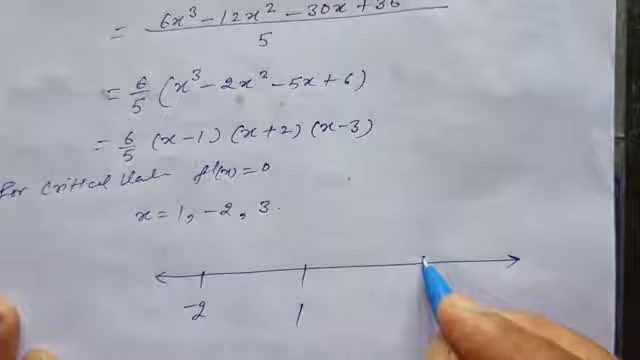 = 6x³ - 12x² - 30x + 36 / 5
= 6/5 (x³ - 2x² - 5x + 6)
= 6/5 (x-1) (x+2) (x-3)
For critical f'(x) = 0
x = 1, -2, 3.
-2 1